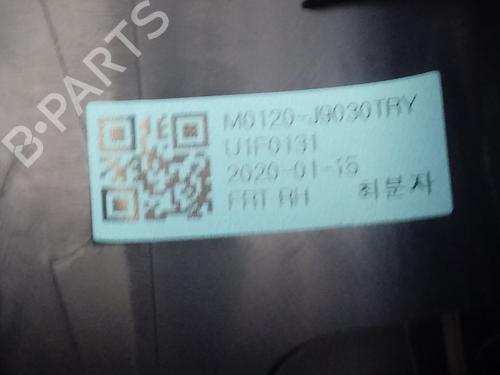 B-PARTS
M0120-J9030TRY
U1F0131
2020-01-15
FRT RH 최분자